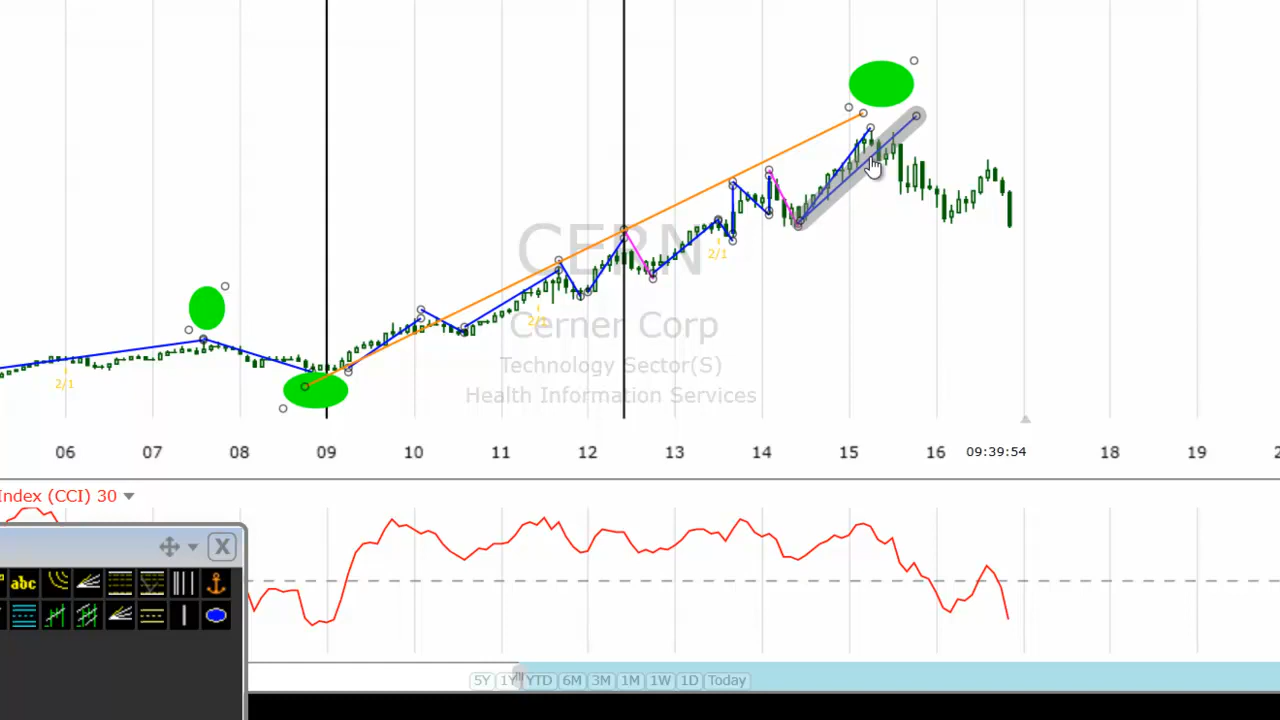 CERN
Cerner Corp
Technology Sector(S)
Health Information Services
2/1
2/1
2/1
06 07 08 09 10 11 12 13 14 15 16 09:39:54 18 19 2
Index (CCI) 30
X
abc
5Y 1Y YTD 6M 3M 1M 1W 1D Today